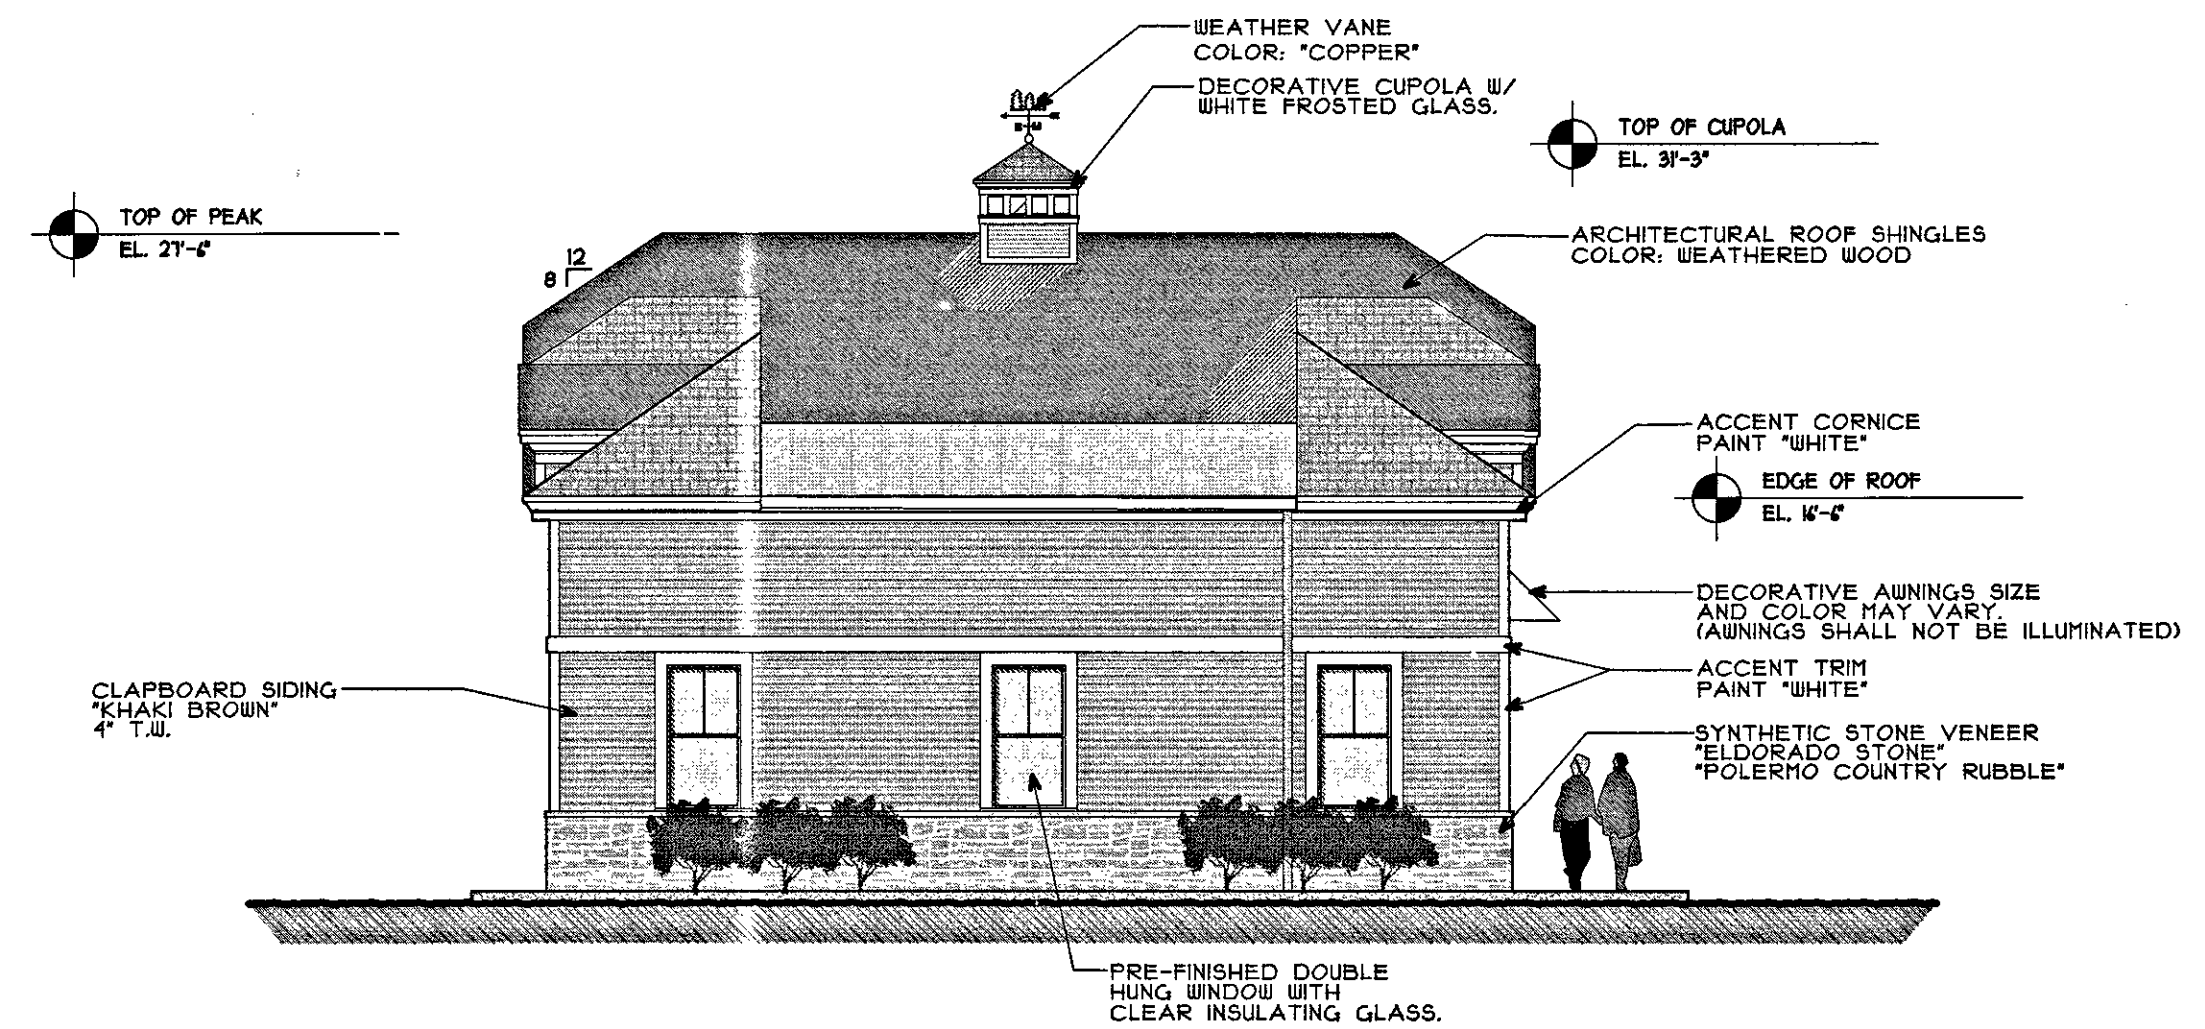 WEATHER VANE
COLOR: "COPPER"
DECORATIVE CUPOLA W/
WHITE FROSTED GLASS.
TOP OF CUPOLA
EL. 31'-3"
TOP OF PEAK
EL. 27'-6"
12
8
ARCHITECTURAL ROOF SHINGLES
COLOR: WEATHERED WOOD
ACCENT CORNICE
PAINT "WHITE"
EDGE OF ROOF
EL. 16'-6"
DECORATIVE AWNINGS SIZE
AND COLOR MAY VARY.
(AWNINGS SHALL NOT BE ILLUMINATED)
ACCENT TRIM
PAINT "WHITE"
CLAPBOARD SIDING
"KHAKI BROWN"
4" T.W.
SYNTHETIC STONE VENEER
"ELDORADO STONE"
"POLERMO COUNTRY RUBBLE"
PRE-FINISHED DOUBLE
HUNG WINDOW WITH
CLEAR INSULATING GLASS.